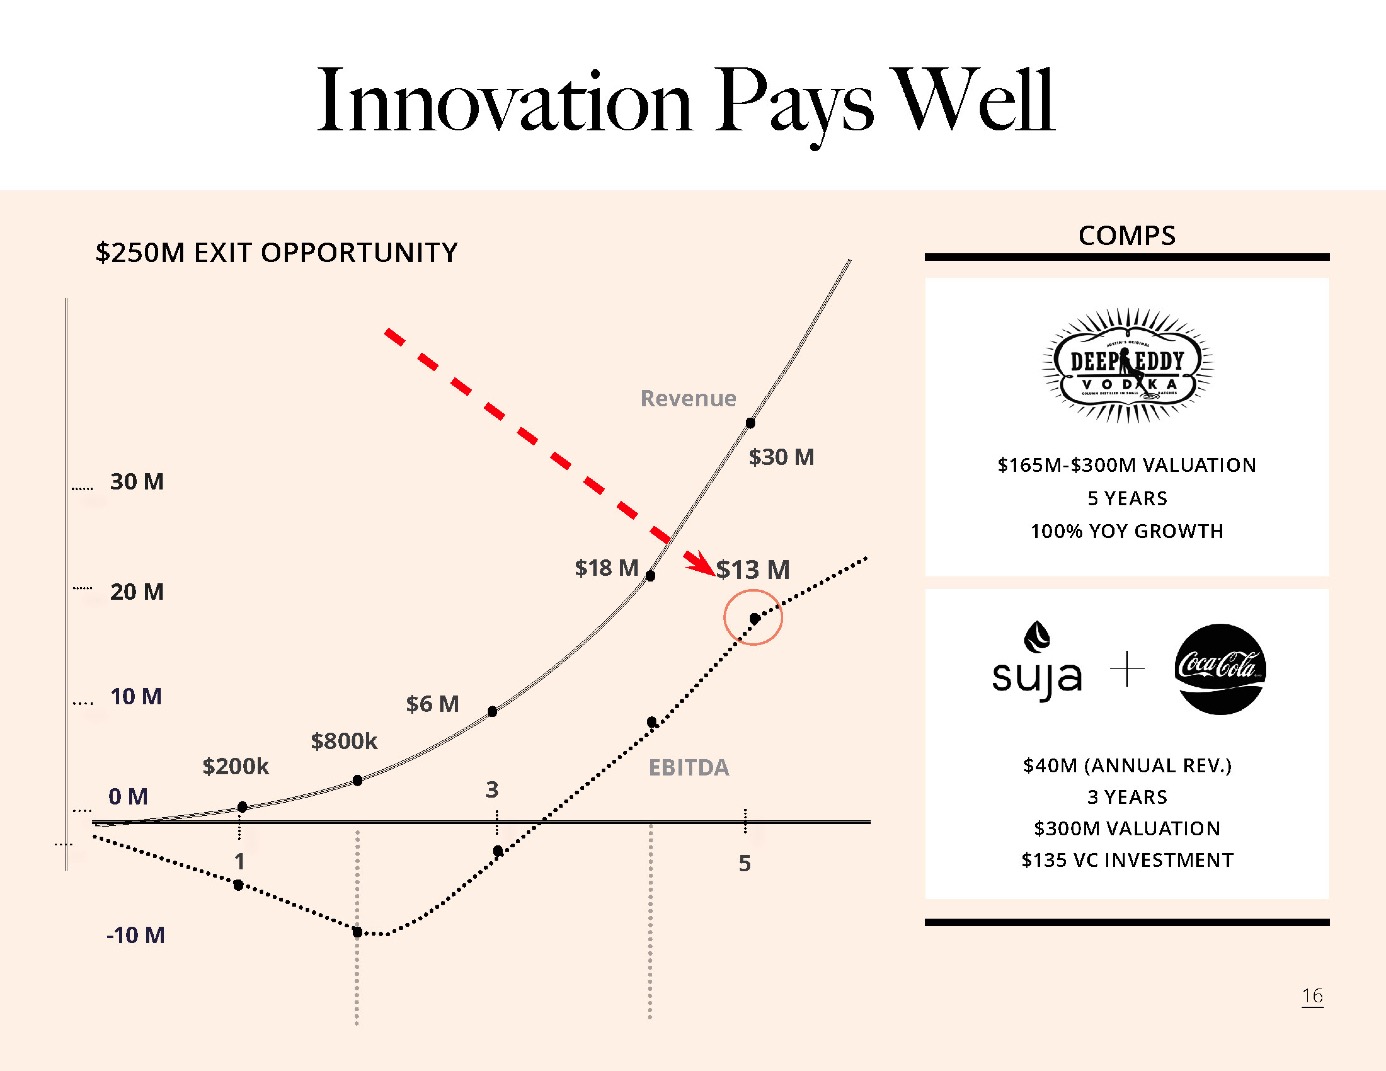 Innovation Pays Well
$250M EXIT OPPORTUNITY
Revenue
$30 M
30 M
$18 M
$13 M
20 M
10 M
$6 M
$800k
$200k
EBITDA
0 M
3
1
5
-10 M
COMPS
DEEP EDDY
VODKA
$165M-$300M VALUATION
5 YEARS
100% YOY GROWTH
suja + Coca-Cola
$40M (ANNUAL REV.)
3 YEARS
$300M VALUATION
$135 VC INVESTMENT
16